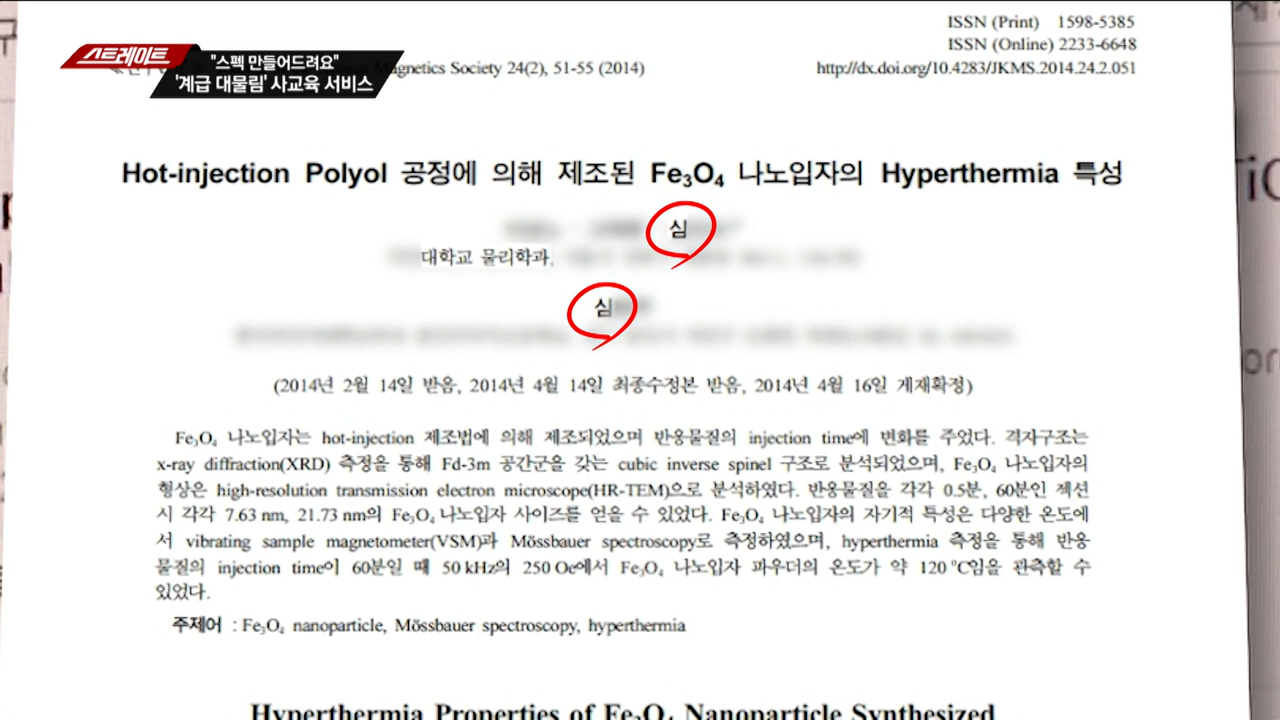 ISSN (Print) 1598-5385
ISSN (Online) 2233-6648
스트레이트
"스펙 만들어드려요"
'계급 대물림' 사교육 서비스
Magnetics Society 24(2), 51-55 (2014)
http://dx.doi.org/10.4283/JKMS.2014.24.2.051
Hot-injection Polyol 공정에 의해 제조된 Fe₃O₄ 나노입자의 Hyperthermia 특성
심
대학교 물리학과,
심
(2014년 2월 14일 받음, 2014년 4월 14일 최종수정본 받음, 2014년 4월 16일 게재확정)
Fe₃O₄ 나노입자는 hot-injection 제조법에 의해 제조되었으며 반응물질의 injection time에 변화를 주었다. 격자구조는
x-ray diffraction(XRD) 측정을 통해 Fd-3m 공간군을 갖는 cubic inverse spinel 구조로 분석되었으며, Fe₃O₄ 나노입자의
형상은 high-resolution transmission electron microscope(HR-TEM)으로 분석하였다. 반응물질을 각각 0.5분, 60분인 젝션
시 각각 7.63 nm, 21.73 nm의 Fe₃O₄ 나노입자 사이즈를 얻을 수 있었다. Fe₃O₄ 나노입자의 자기적 특성은 다양한 온도에
서 vibrating sample magnetometer(VSM)과 Mössbauer spectroscopy로 측정하였으며, hyperthermia 측정을 통해 반응
물질의 injection time이 60분일 때 50 kHz의 250 Oe에서 Fe₃O₄ 나노입자 파우더의 온도가 약 120 °C임을 관측할 수
있었다.
주제어 : Fe₃O₄ nanoparticle, Mössbauer spectroscopy, hyperthermia
Hyperthermia Properties of Fe₃O₄ Nanoparticle Synthesized